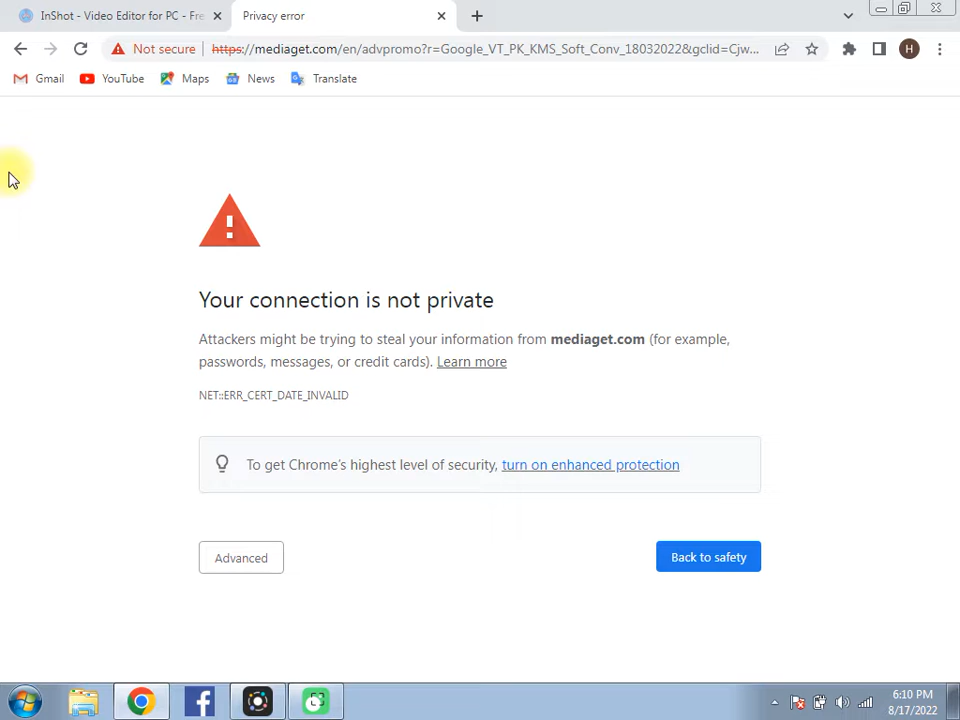 InShot - Video Editor for PC - Fre
Privacy error
Not secure
https://mediaget.com/en/advpromo?r=Google_VT_PK_KMS_Soft_Conv_18032022&gclid=Cjw...
H
Gmail
YouTube
Maps
News
Translate
Your connection is not private
Attackers might be trying to steal your information from mediaget.com (for example,
passwords, messages, or credit cards). Learn more
NET::ERR_CERT_DATE_INVALID
To get Chrome's highest level of security, turn on enhanced protection
Advanced
Back to safety
6:10 PM
8/17/2022